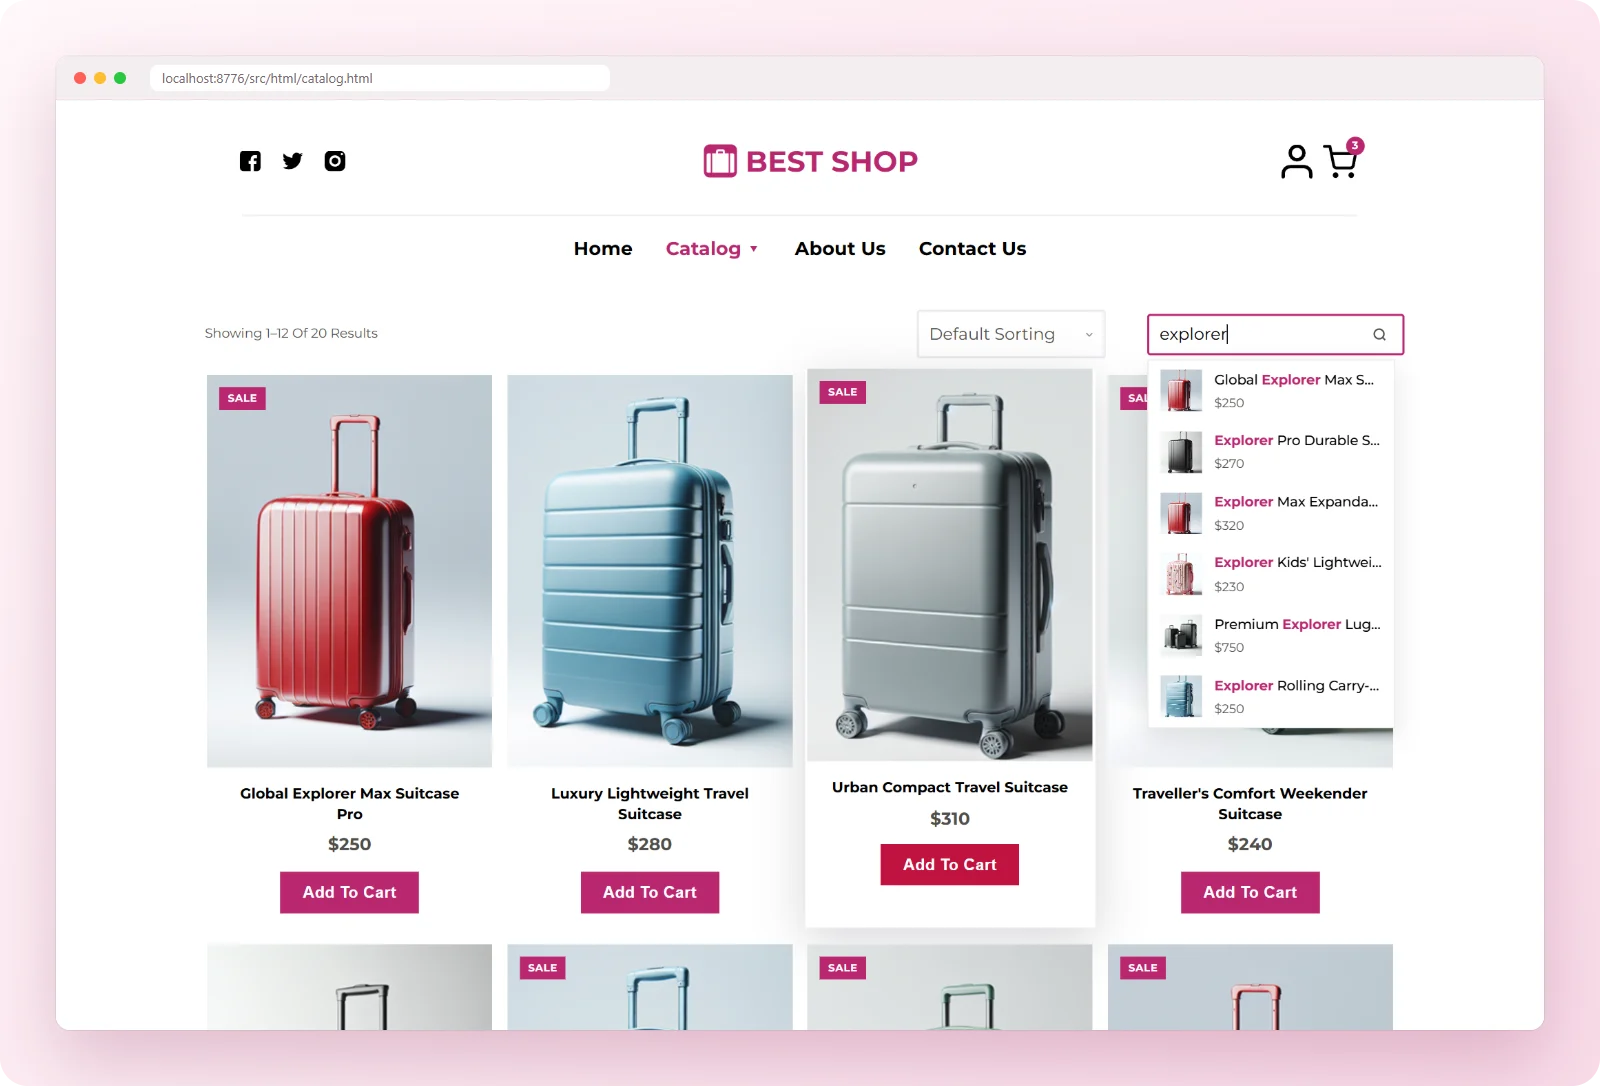 localhost:8776/src/html/catalog.html
BEST SHOP
3
Home
Catalog
About Us
Contact Us
Showing 1–12 Of 20 Results
Default Sorting
explorer
Global Explorer Max S...
$250
Explorer Pro Durable S...
$270
Explorer Max Expanda...
$320
Explorer Kids' Lightwei...
$230
Premium Explorer Lug...
$750
Explorer Rolling Carry-...
$250
SALE
SALE
SAL
Global Explorer Max Suitcase
Pro
$250
Add To Cart
Luxury Lightweight Travel
Suitcase
$280
Add To Cart
Urban Compact Travel Suitcase
$310
Add To Cart
Traveller's Comfort Weekender
Suitcase
$240
Add To Cart
SALE
SALE
SALE